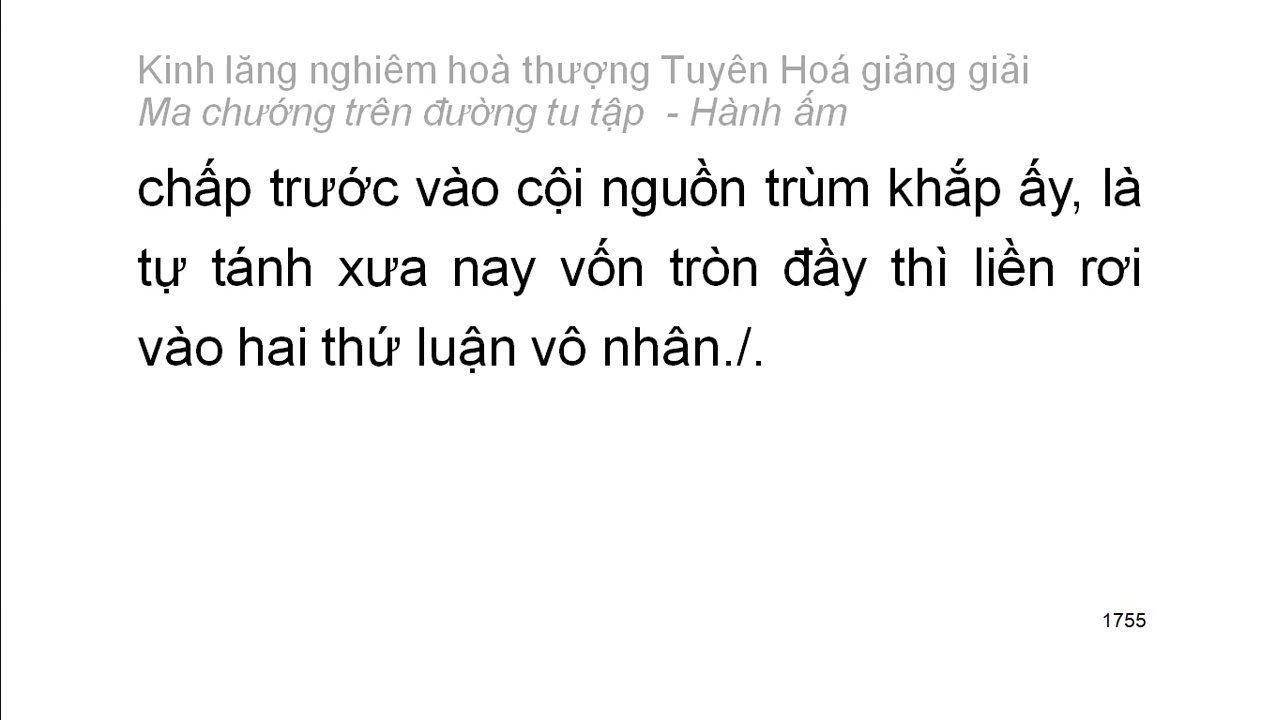 Kinh lăng nghiêm hoà thượng Tuyên Hoá giảng giải
Ma chướng trên đường tu tập - Hành ấm
chấp trước vào cội nguồn trùm khắp ấy, là
tự tánh xưa nay vốn tròn đầy thì liền rơi
vào hai thứ luận vô nhân./.
1755